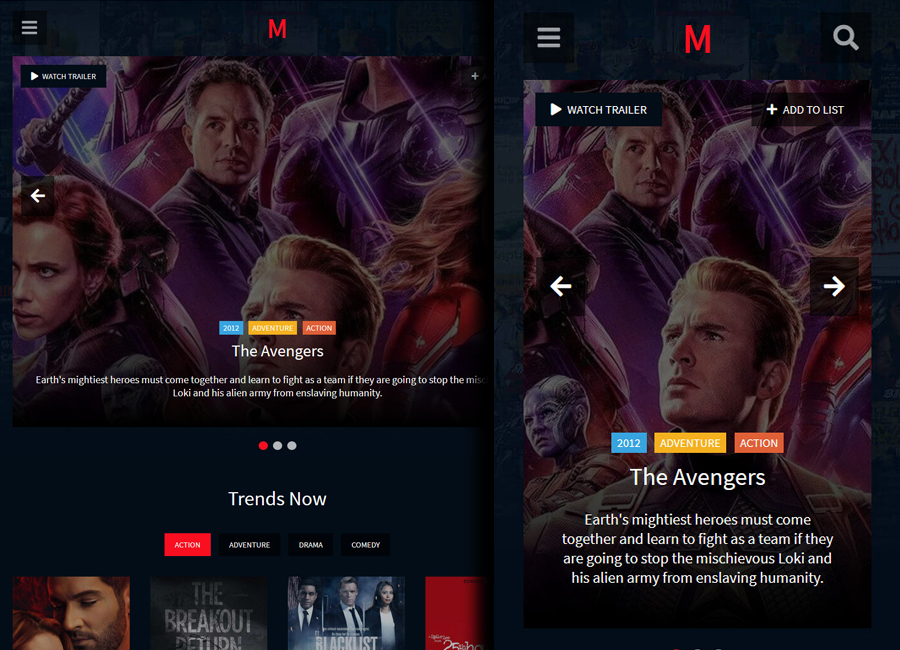 M
WATCH TRAILER
2012 ADVENTURE ACTION
The Avengers
Earth's mightiest heroes must come together and learn to fight as a team if they are going to stop the
Loki and his alien army from enslaving humanity.
Trends Now
ACTION ADVENTURE DRAMA COMEDY
THE
BREAKOUT
RETURN
BLACKLIST
25th
M
WATCH TRAILER
ADD TO LIST
2012 ADVENTURE ACTION
The Avengers
Earth's mightiest heroes must come
together and learn to fight as a team if they
are going to stop the mischievous Loki and
his alien army from enslaving humanity.